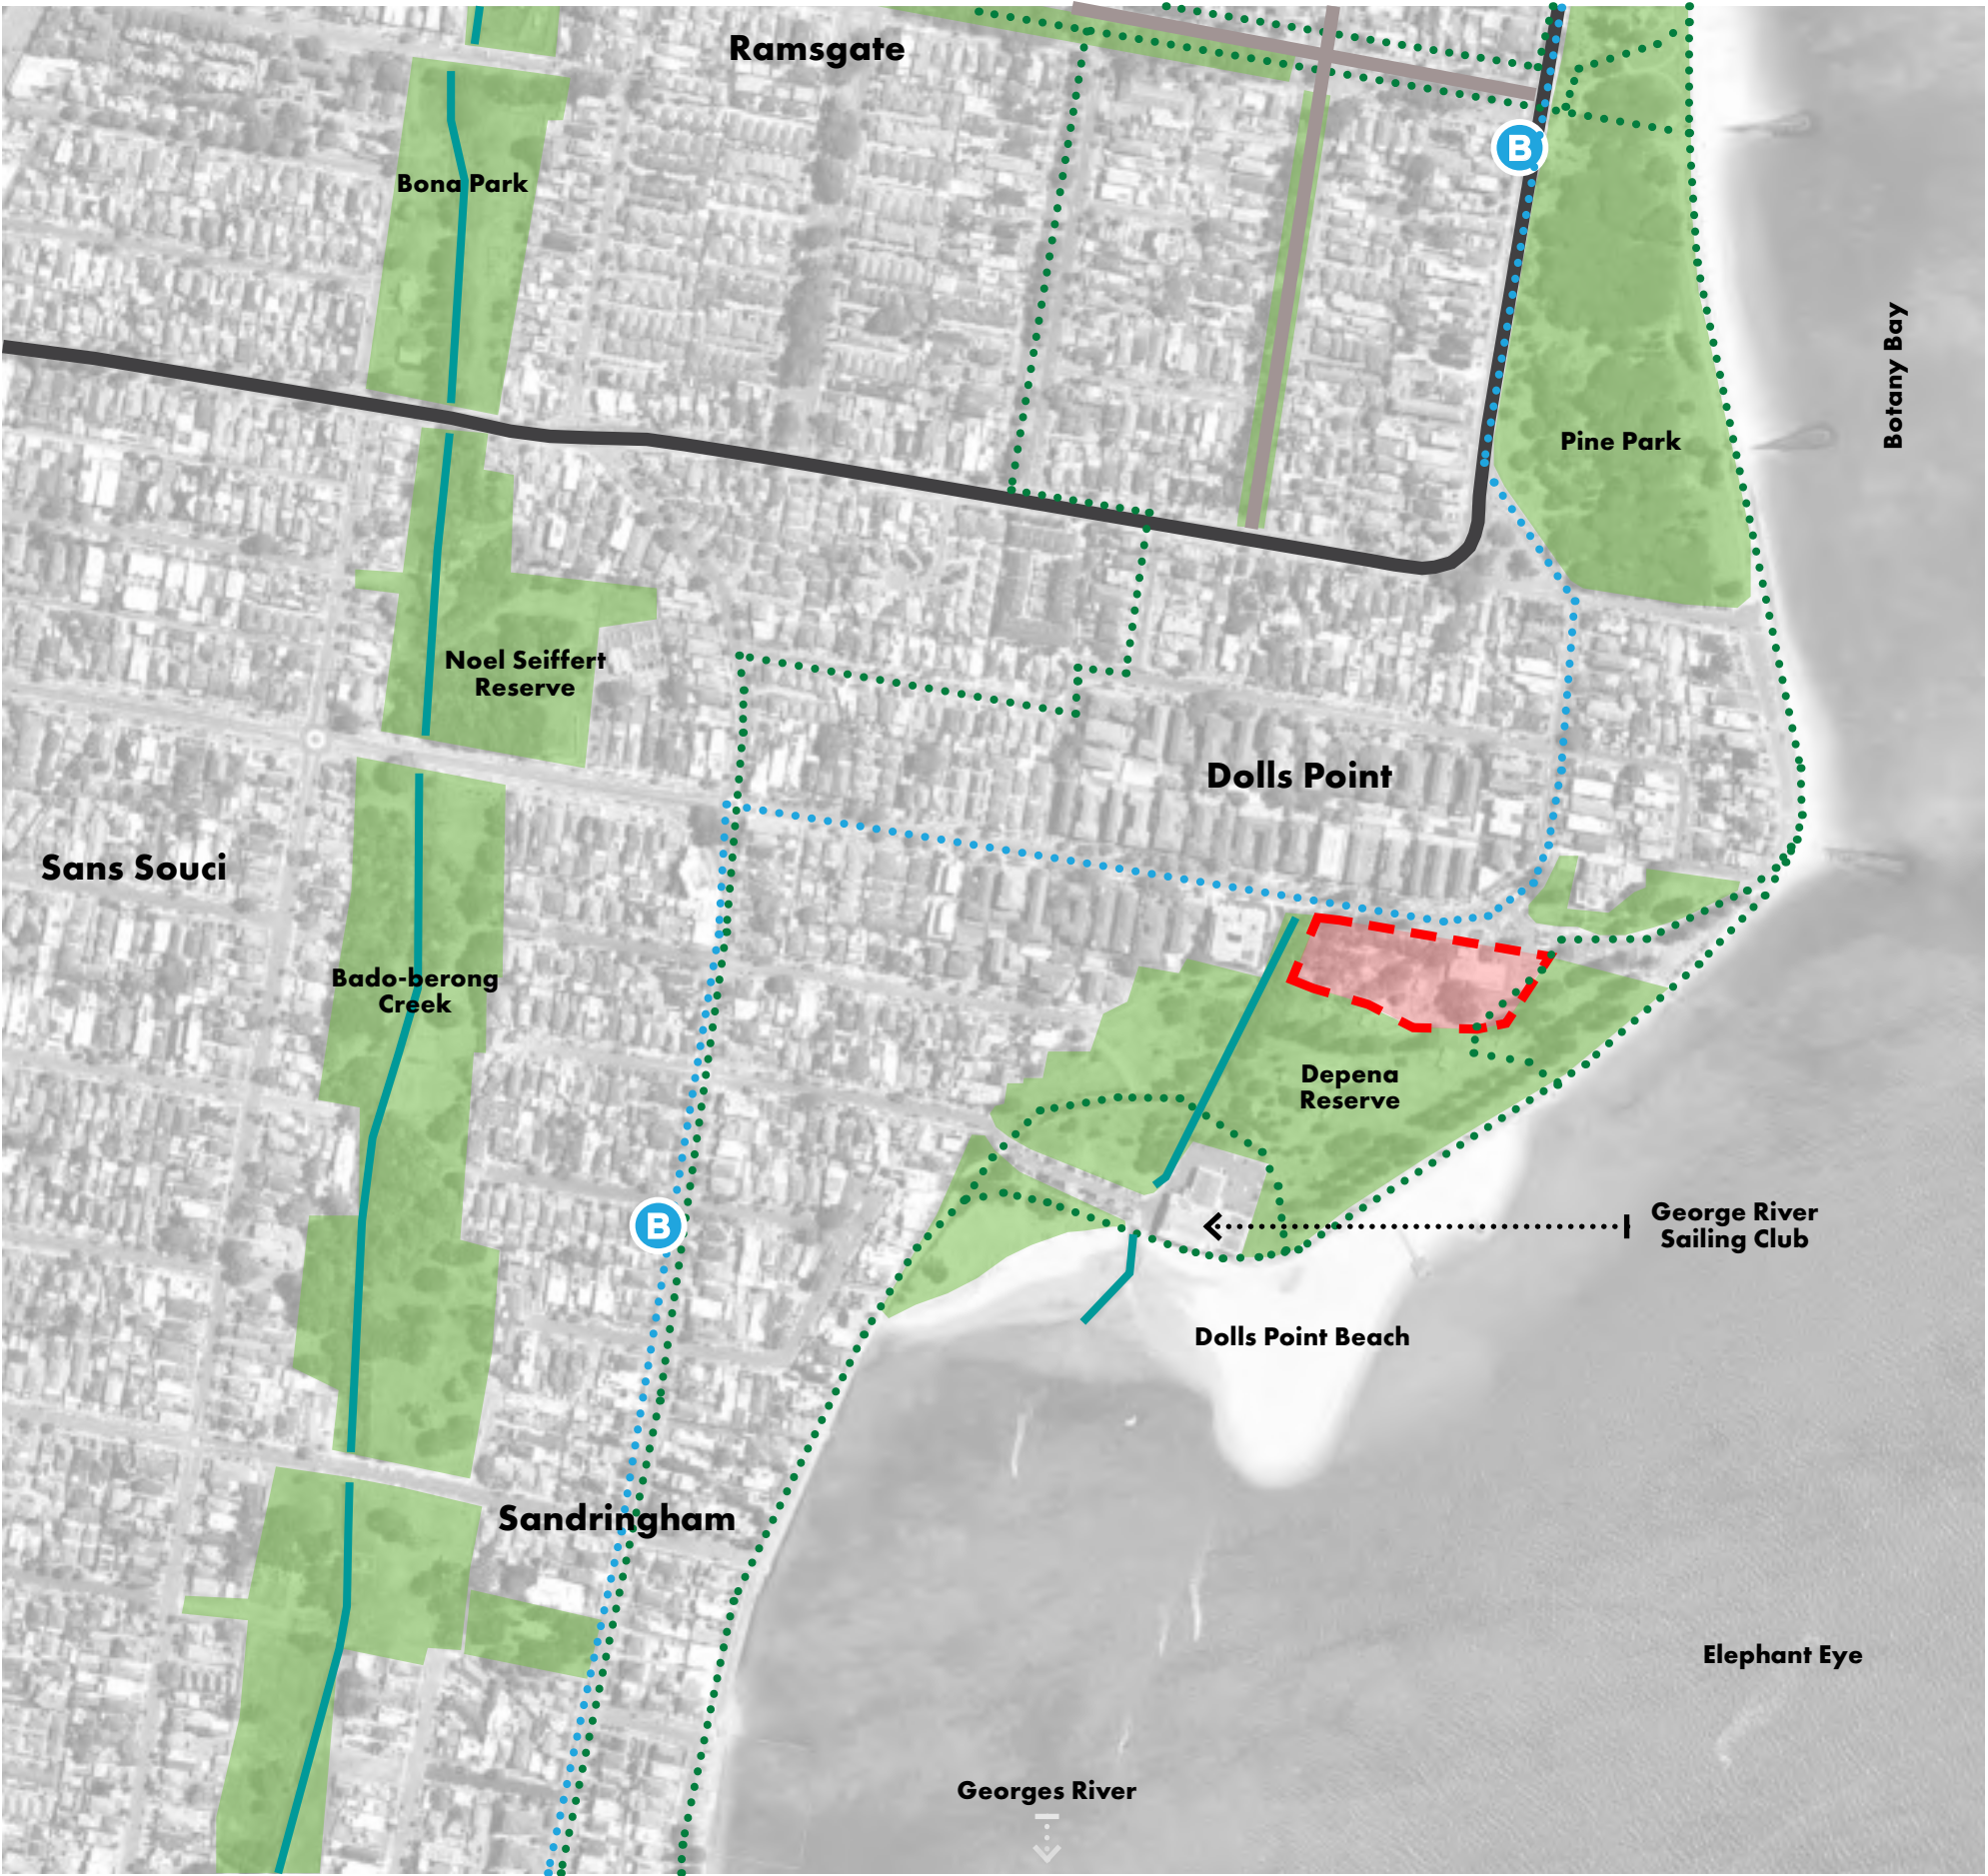 Ramsgate
B
Bona Park
Botany Bay
Pine Park
Noel Seiffert
Reserve
Dolls Point
Sans Souci
Bado-berong
Creek
Depena
Reserve
B
George River
Sailing Club
Dolls Point Beach
Sandringham
Elephant Eye
Georges River